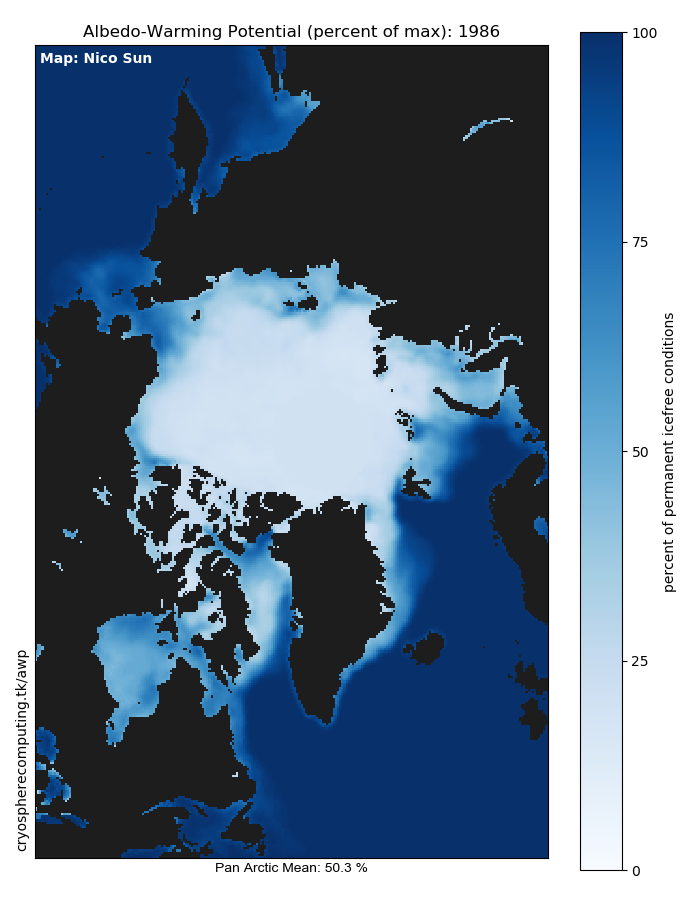 Albedo-Warming Potential (percent of max): 1986
Map: Nico Sun
100
75
50
25
0
percent of permanent icefree conditions
cryospherecomputing.tk/awp
Pan Arctic Mean: 50.3 %